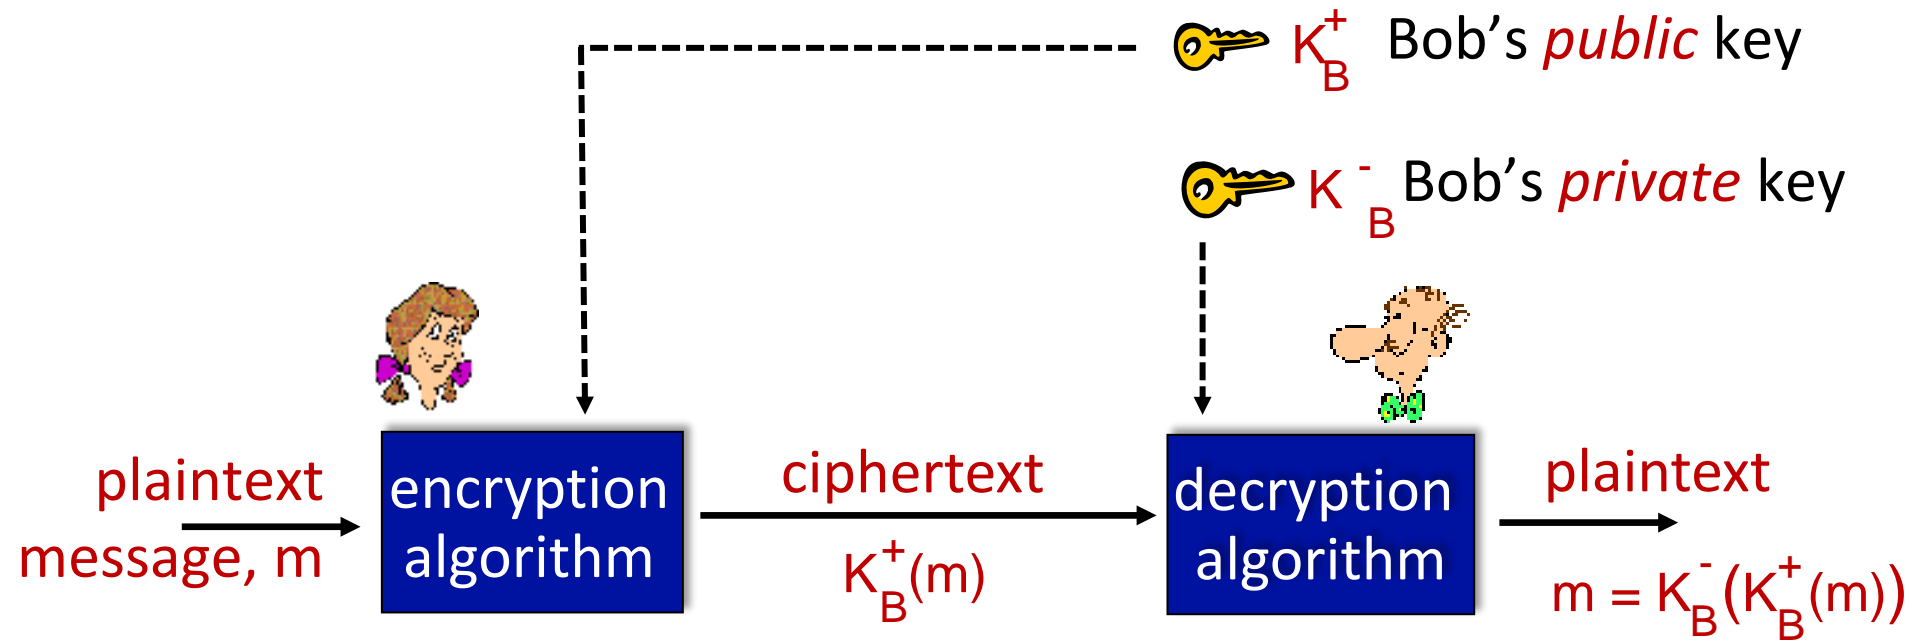 K_B^+ Bob’s public key
K_B^- Bob’s private key
plaintext
message, m
encryption
algorithm
ciphertext
K_B^+(m)
decryption
algorithm
plaintext
m = K_B^-(K_B^+(m))